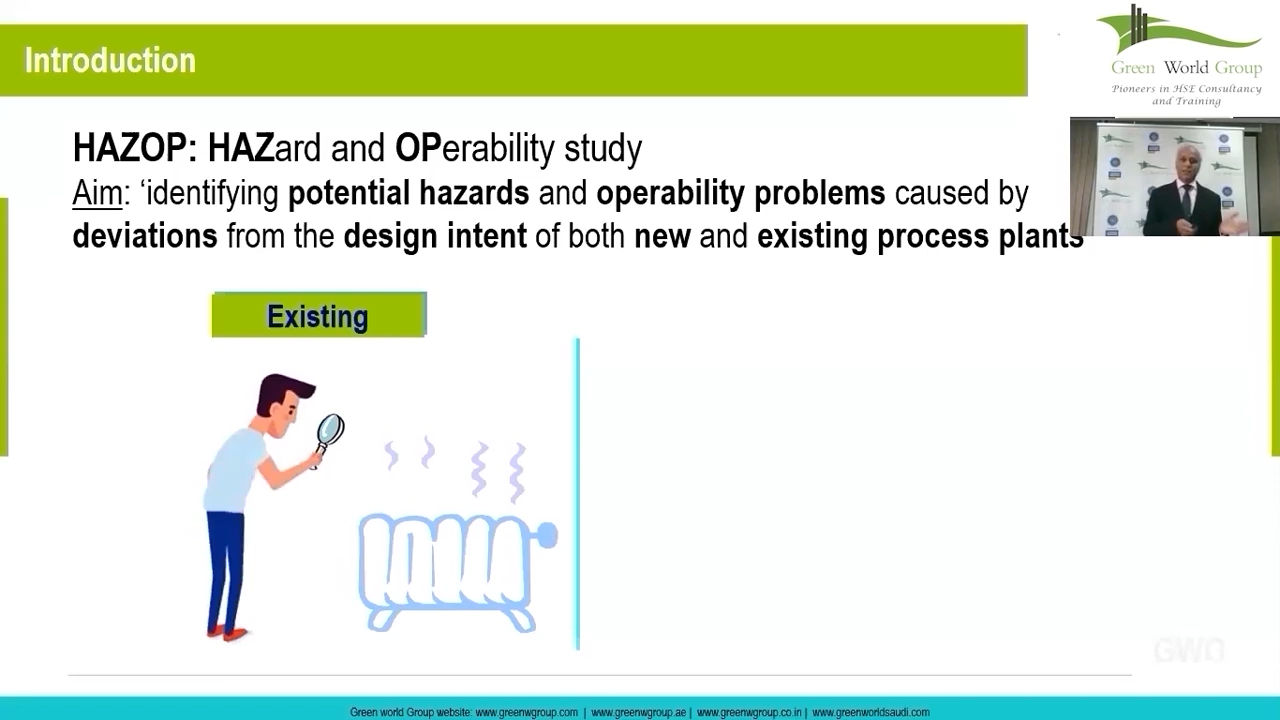 Introduction
Green World Group
Pioneers in HSE Consultancy
and Training
HAZOP: HAZard and OPerability study
Aim: ‘identifying potential hazards and operability problems caused by
deviations from the design intent of both new and existing process plants
Existing
GWG
Green world Group website: www.greenwgroup.com | www.greenwgroup.ae | www.greenwgroup.co.in | www.greenworldsaudi.com